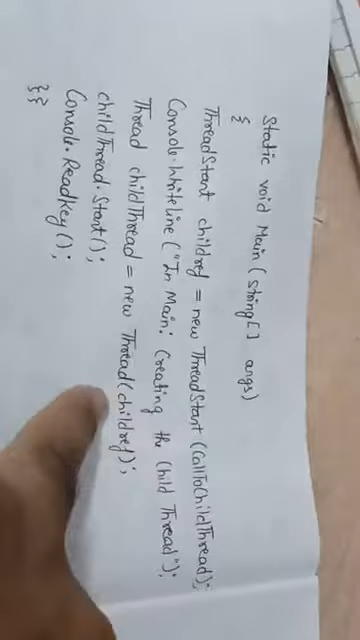 Static void Main (string[] args)
{
ThreadStart childref = new ThreadStart (CallToChildThread);
Console.WriteLine ("In Main: Creating the Child Thread");
Thread childThread = new Thread(childref);
childThread.Start();
Console.ReadKey();
}}